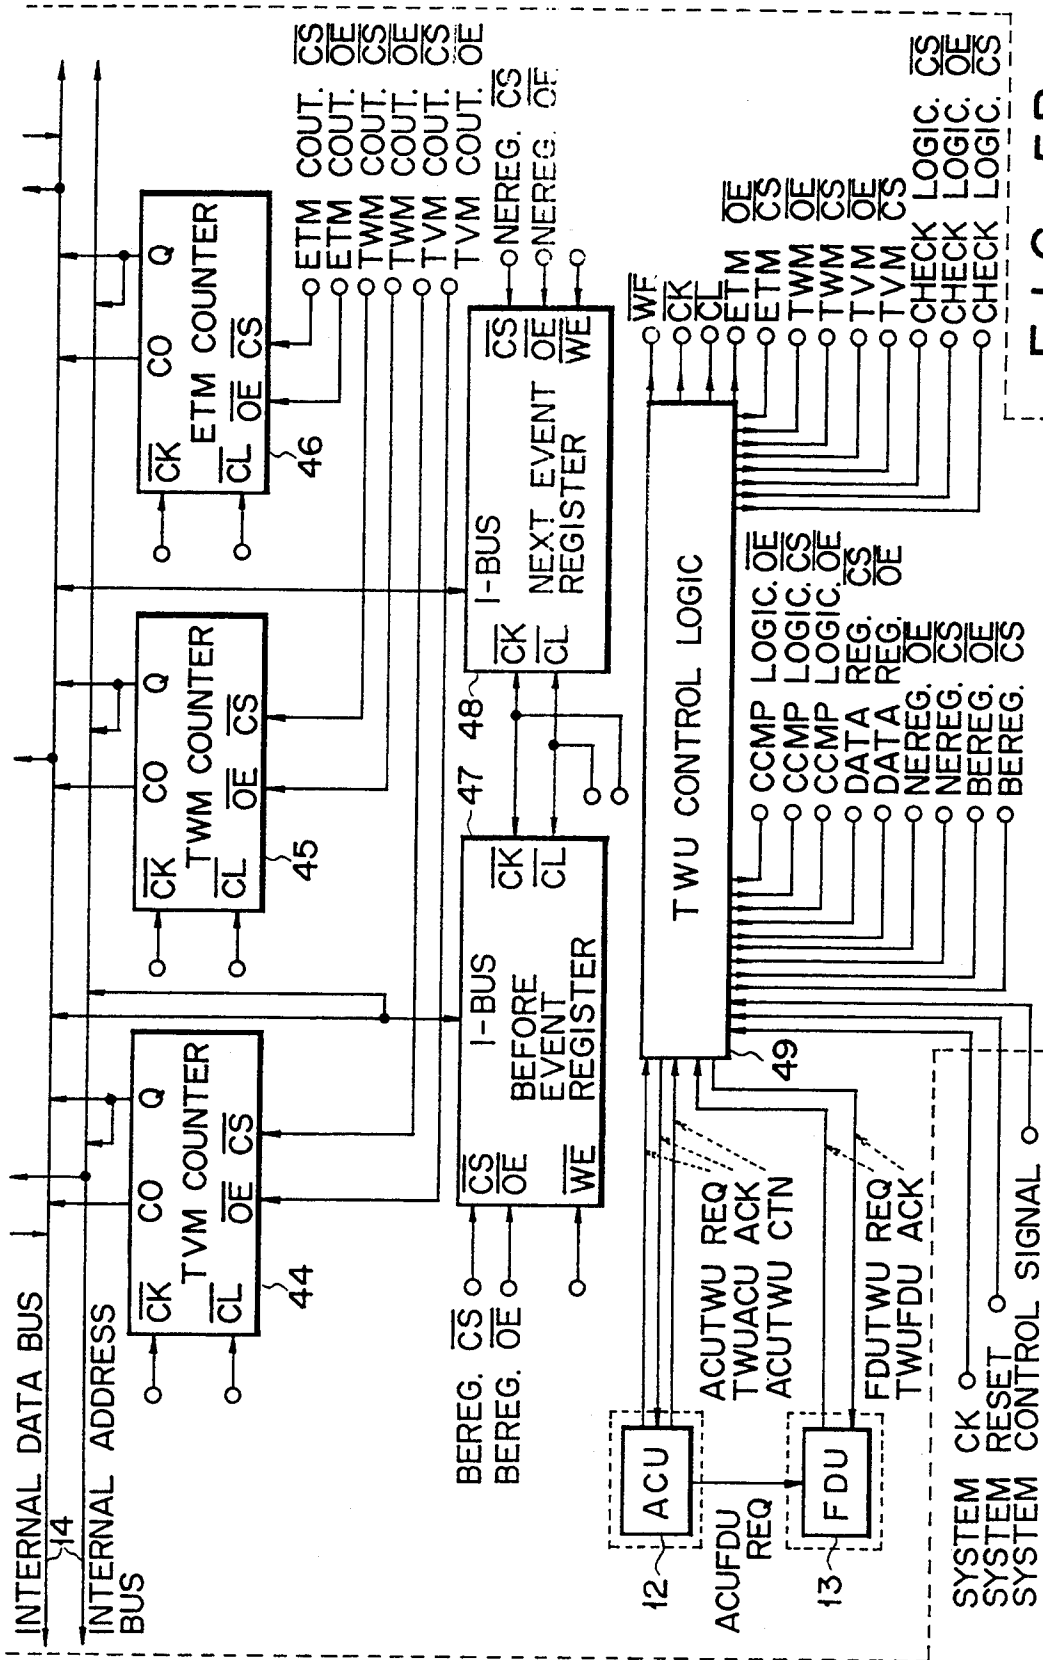 INTERNAL DATA BUS
14
INTERNAL ADDRESS
BUS
CK
CL
CO
Q
TVM COUNTER
OE CS
44
CK
CL
CO
Q
TWM COUNTER
OE CS
45
CK
CL
CO
Q
ETM COUNTER
OE CS
46
ETM COUT. CS
ETM COUT. OE
TWM COUT. CS
TWM COUT. OE
TVM COUT. CS
TVM COUT. OE
BEREG. CS
BEREG. OE
CS
OE
WE
I-BUS
BEFORE
EVENT
REGISTER
CK
CL
47
48
I-BUS
CK
CL
NEXT EVENT
REGISTER
CS
OE
WE
NEREG. CS
NEREG. OE
TWU CONTROL LOGIC
49
WF
CK
CL
ETM OE
ETM CS
TWM OE
TWM CS
TVM OE
TVM CS
CHECK LOGIC. CS
CHECK LOGIC. OE
CHECK LOGIC. CS
CCMP LOGIC. OE
CCMP LOGIC. CS
CCMP LOGIC. OE
DATA REG. CS
DATA REG. OE
NEREG. OE
NEREG. CS
BEREG. OE
BEREG. CS
ACU
12
ACUTWU REQ
TWUACU ACK
ACUTWU CTN
ACUFDU
REQ
FDU
13
FDUTWU REQ
TWUFDU ACK
SYSTEM CK
SYSTEM RESET
SYSTEM CONTROL SIGNAL